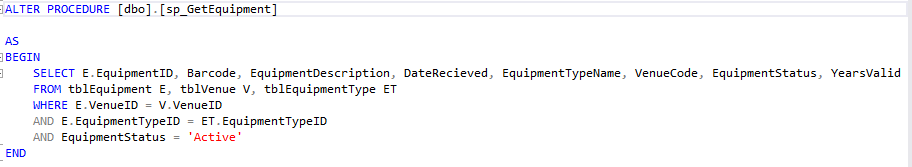 ALTER PROCEDURE [dbo].[sp_GetEquipment]
AS
BEGIN
SELECT E.EquipmentID, Barcode, EquipmentDescription, DateRecieved, EquipmentTypeName, VenueCode, EquipmentStatus, YearsValid
FROM tblEquipment E, tblVenue V, tblEquipmentType ET
WHERE E.VenueID = V.VenueID
AND E.EquipmentTypeID = ET.EquipmentTypeID
AND EquipmentStatus = 'Active'
END